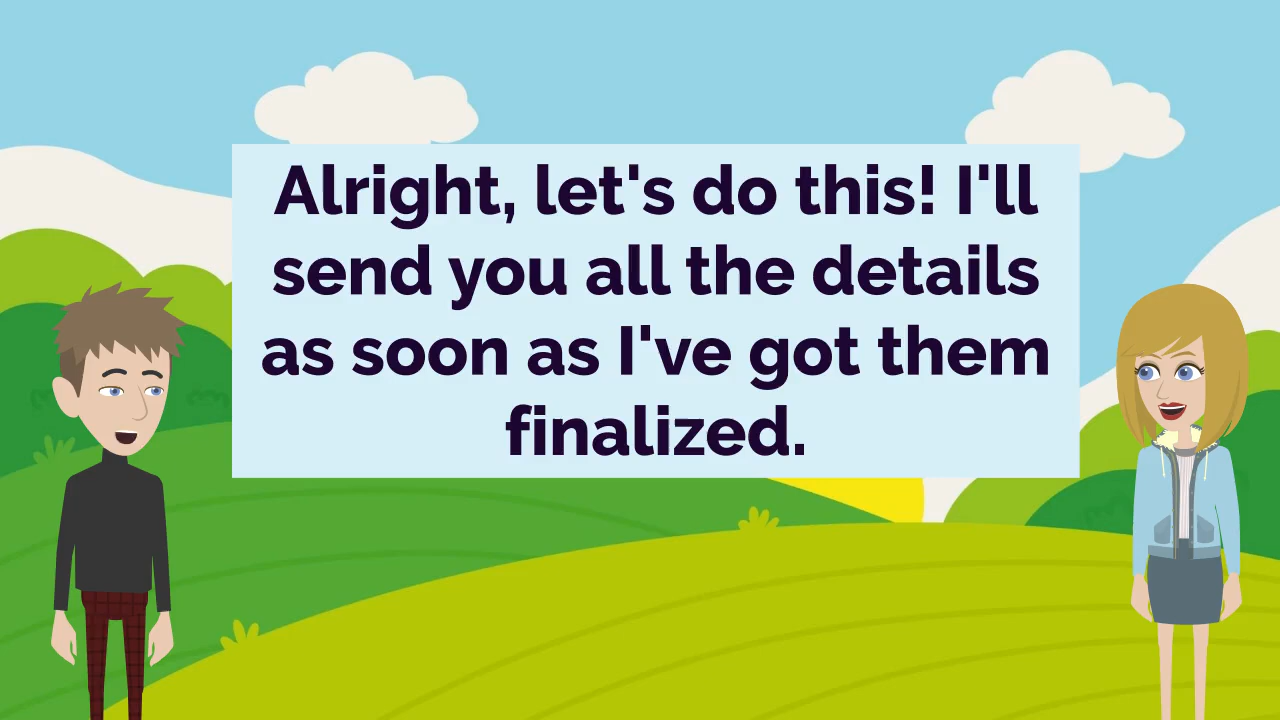 Alright, let's do this! I'll
send you all the details
as soon as I've got them
finalized.